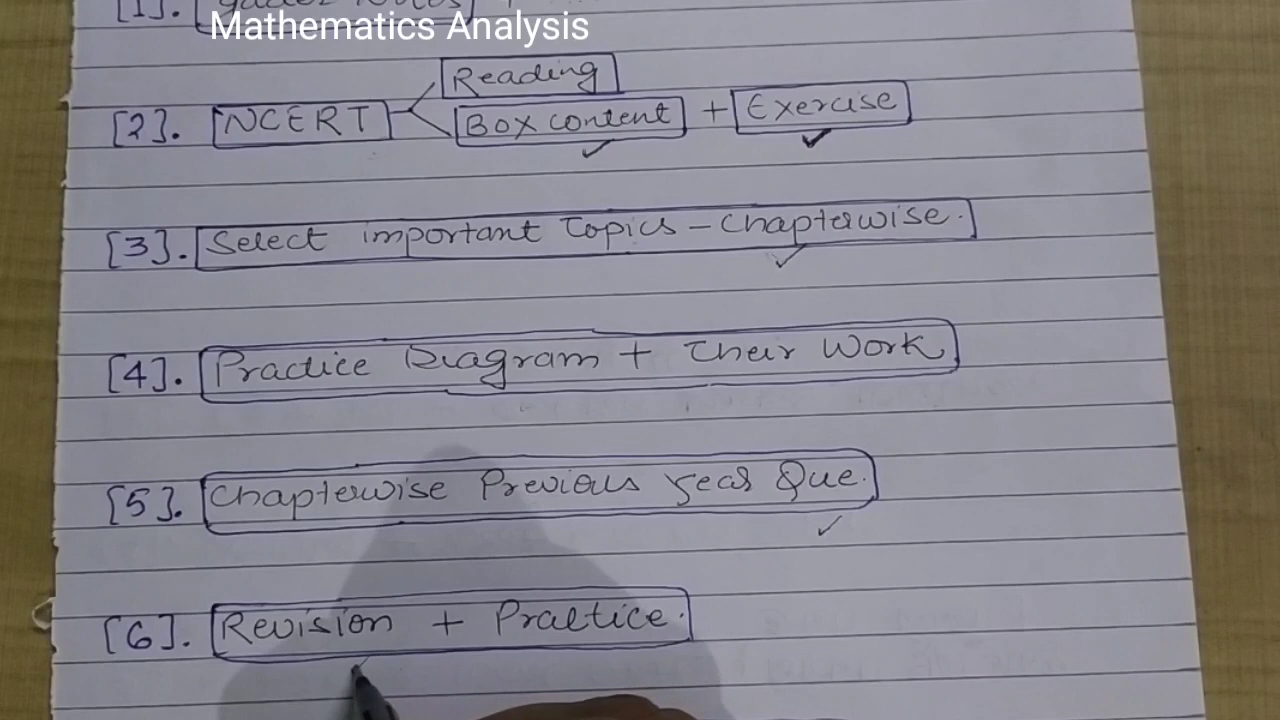 [1].
Mathematics Analysis
Reading
[2]. NCERT Box content + Exercise
[3]. Select important Topics - Chapterwise.
[4]. Practice Diagram + Their Work
[5]. Chapterwise Previous Year Que.
[6]. Revision + Practice.